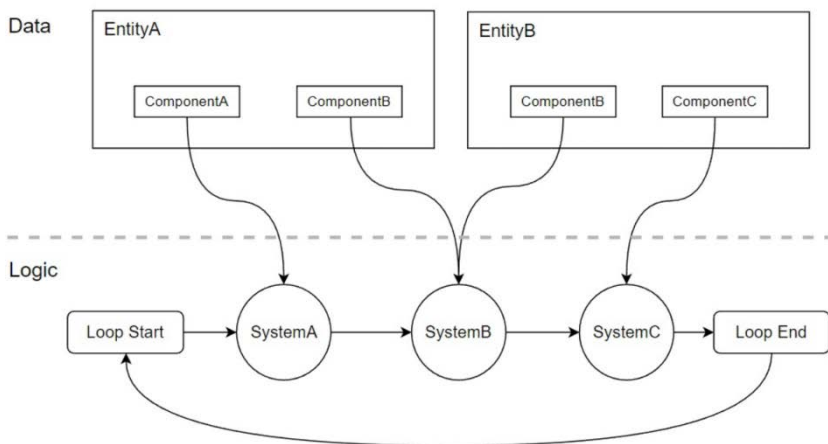 Data
EntityA
EntityB
ComponentA
ComponentB
ComponentB
ComponentC
Logic
Loop Start
SystemA
SystemB
SystemC
Loop End